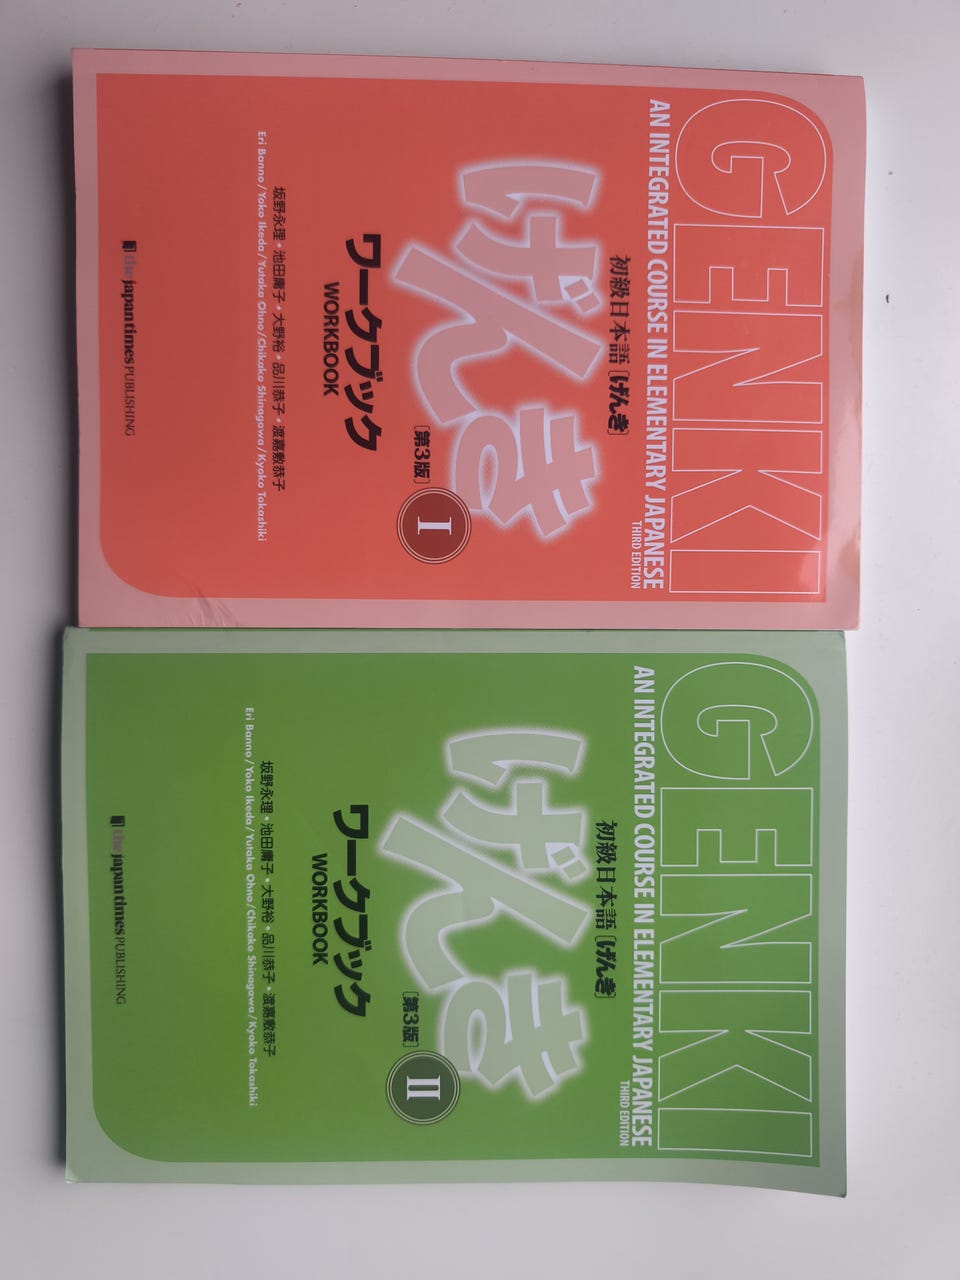 GENKI
AN INTEGRATED COURSE IN ELEMENTARY JAPANESE
THIRD EDITION
初級日本語[げんき]
げんき
[第3版]
I
ワークブック
WORKBOOK
坂野永理・池田庸子・大野裕・品川恭子・渡嘉敷恭子
Eri Banno/Yoko Ikeda/Yutaka Ohno/Chikako Shinagawa/Kyoko Tokashiki
the japan times PUBLISHING
GENKI
AN INTEGRATED COURSE IN ELEMENTARY JAPANESE
THIRD EDITION
初級日本語[げんき]
げんき
[第3版]
II
ワークブック
WORKBOOK
坂野永理・池田庸子・大野裕・品川恭子・渡嘉敷恭子
Eri Banno/Yoko Ikeda/Yutaka Ohno/Chikako Shinagawa/Kyoko Tokashiki
the japan times PUBLISHING